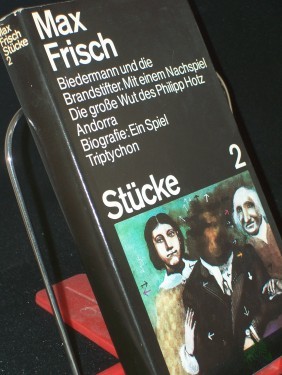 Max
Frisch
Stücke
2
Max
Frisch
Biedermann und die
Brandstifter. Mit einem Nachspiel
Die große Wut des Philipp Hotz
Andorra
Biografie: Ein Spiel
Triptychon
Stücke
2